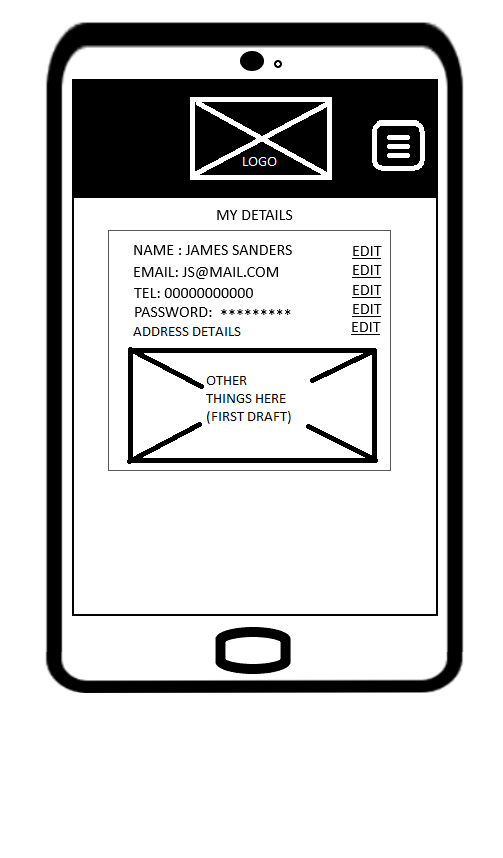 LOGO
MY DETAILS
NAME : JAMES SANDERS EDIT
EMAIL: JS@MAIL.COM EDIT
TEL: 00000000000 EDIT
PASSWORD: ********* EDIT
ADDRESS DETAILS EDIT
OTHER
THINGS HERE
(FIRST DRAFT)